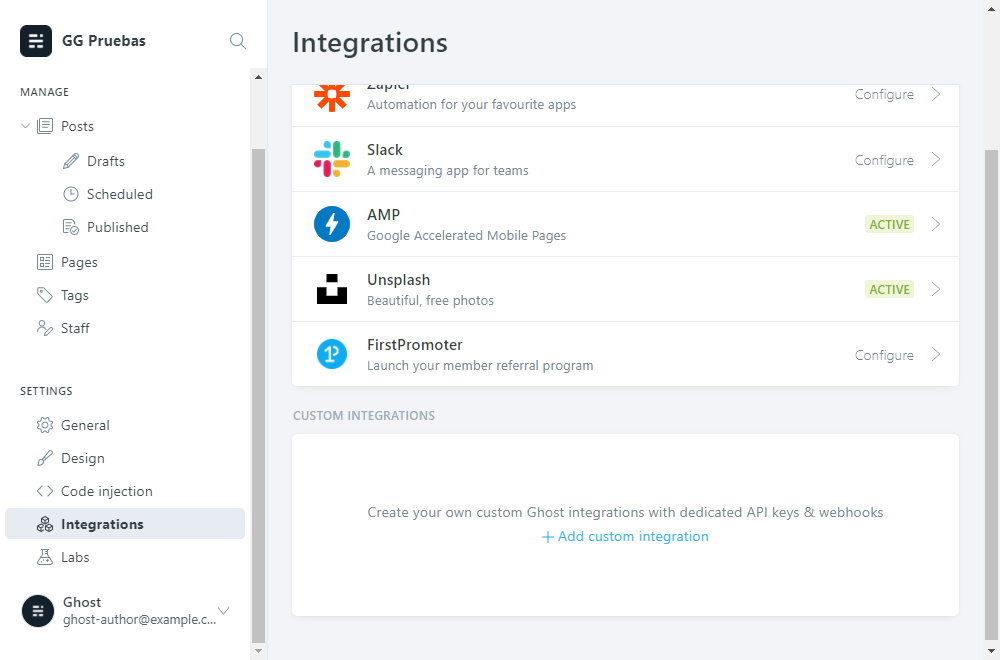 GG Pruebas
MANAGE
Posts
Drafts
Scheduled
Published
Pages
Tags
Staff
SETTINGS
General
Design
Code injection
Integrations
Labs
Ghost
ghost-author@example.c...
Integrations
Zapier
Automation for your favourite apps
Configure
Slack
A messaging app for teams
Configure
AMP
Google Accelerated Mobile Pages
ACTIVE
Unsplash
Beautiful, free photos
ACTIVE
FirstPromoter
Launch your member referral program
Configure
CUSTOM INTEGRATIONS
Create your own custom Ghost integrations with dedicated API keys & webhooks
+ Add custom integration